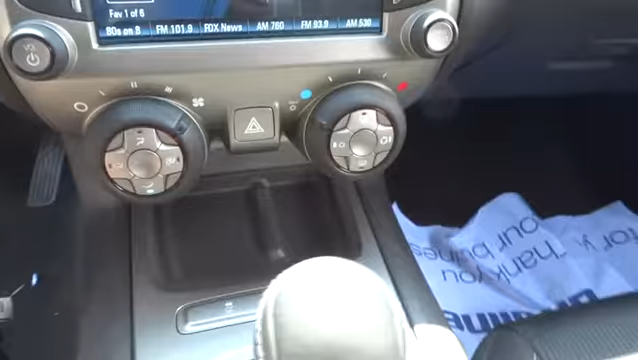 Fav 1 of 6
80s on 8 FM 101.9 FOX News AM 760 FM 93.9 AM 530
Thank you
for y
your busines